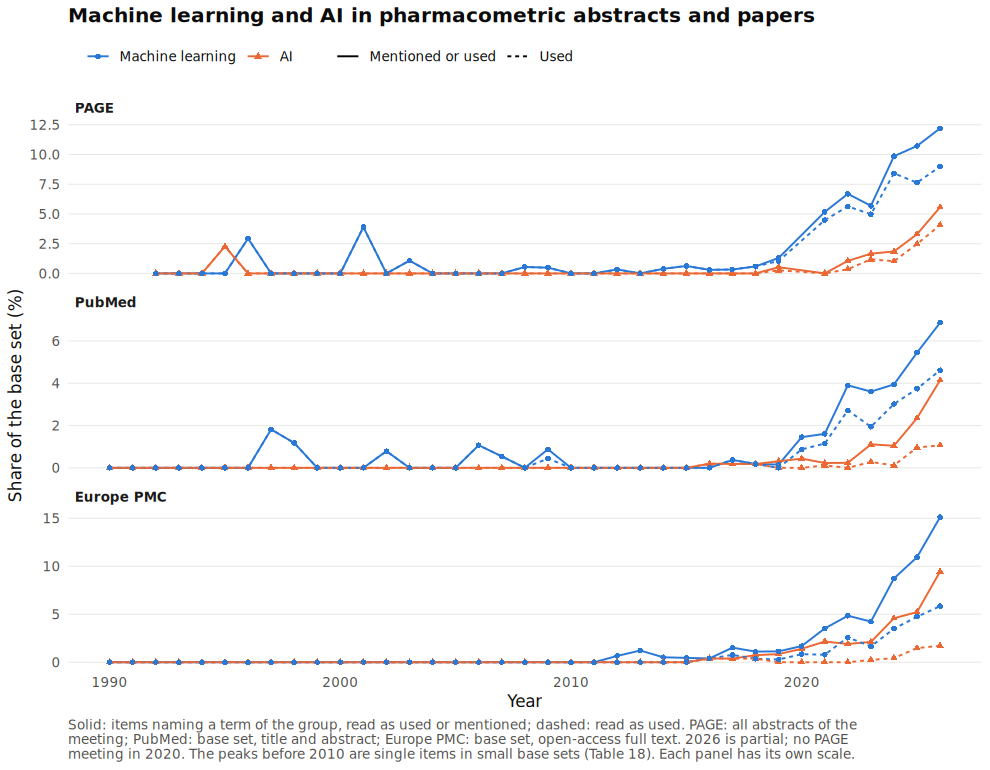 Machine learning and AI in pharmacometric abstracts and papers
Machine learning AI Mentioned or used Used
PAGE
12.5
10.0
7.5
5.0
2.5
0.0
PubMed
6
4
2
0
Europe PMC
15
10
5
0
1990 2000 2010 2020
Year
Share of the base set (%)
Solid: items naming a term of the group, read as used or mentioned; dashed: read as used. PAGE: all abstracts of the
meeting; PubMed: base set, title and abstract; Europe PMC: base set, open-access full text. 2026 is partial; no PAGE
meeting in 2020. The peaks before 2010 are single items in small base sets (Table 18). Each panel has its own scale.